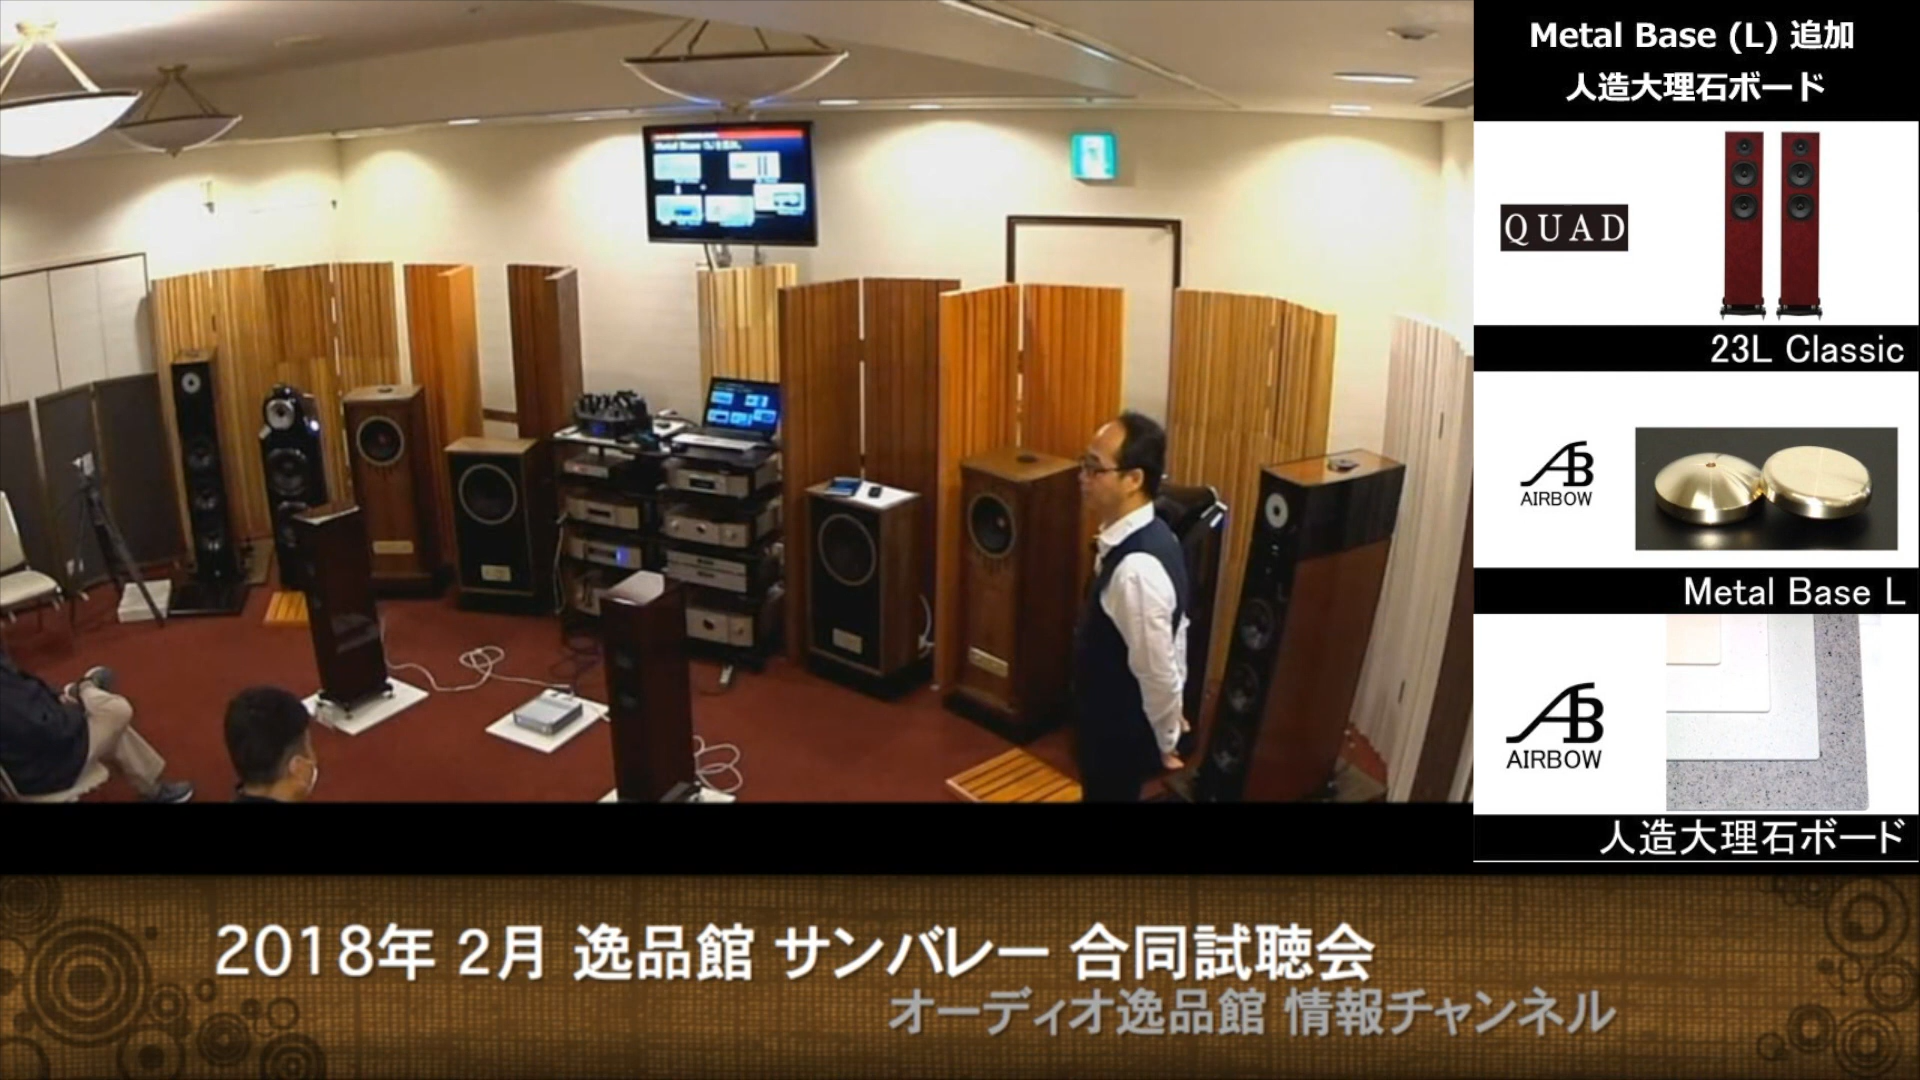 Metal Base (L) 追加
人造大理石ボード
QUAD
23L Classic
AIRBOW
Metal Base L
AIRBOW
人造大理石ボード
2018年 2月 逸品館 サンバレー 合同試聴会
オーディオ逸品館 情報チャンネル